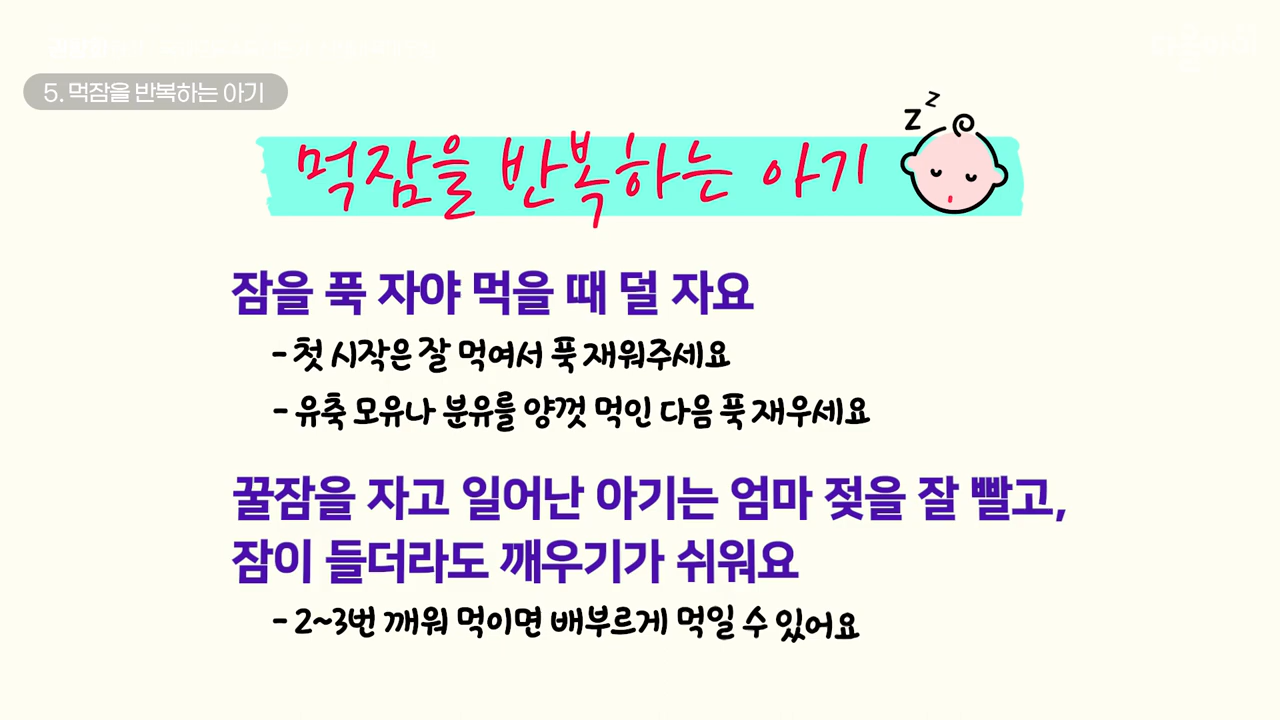 5. 먹잠을 반복하는 아기
z z
먹잠을 반복하는 아기
잠을 푹 자야 먹을 때 덜 자요
- 첫 시작은 잘 먹여서 푹 재워주세요
- 유축 모유나 분유를 양껏 먹인 다음 푹 재우세요
꿀잠을 자고 일어난 아기는 엄마 젖을 잘 빨고,
잠이 들더라도 깨우기가 쉬워요
- 2~3번 깨워 먹이면 배부르게 먹일 수 있어요